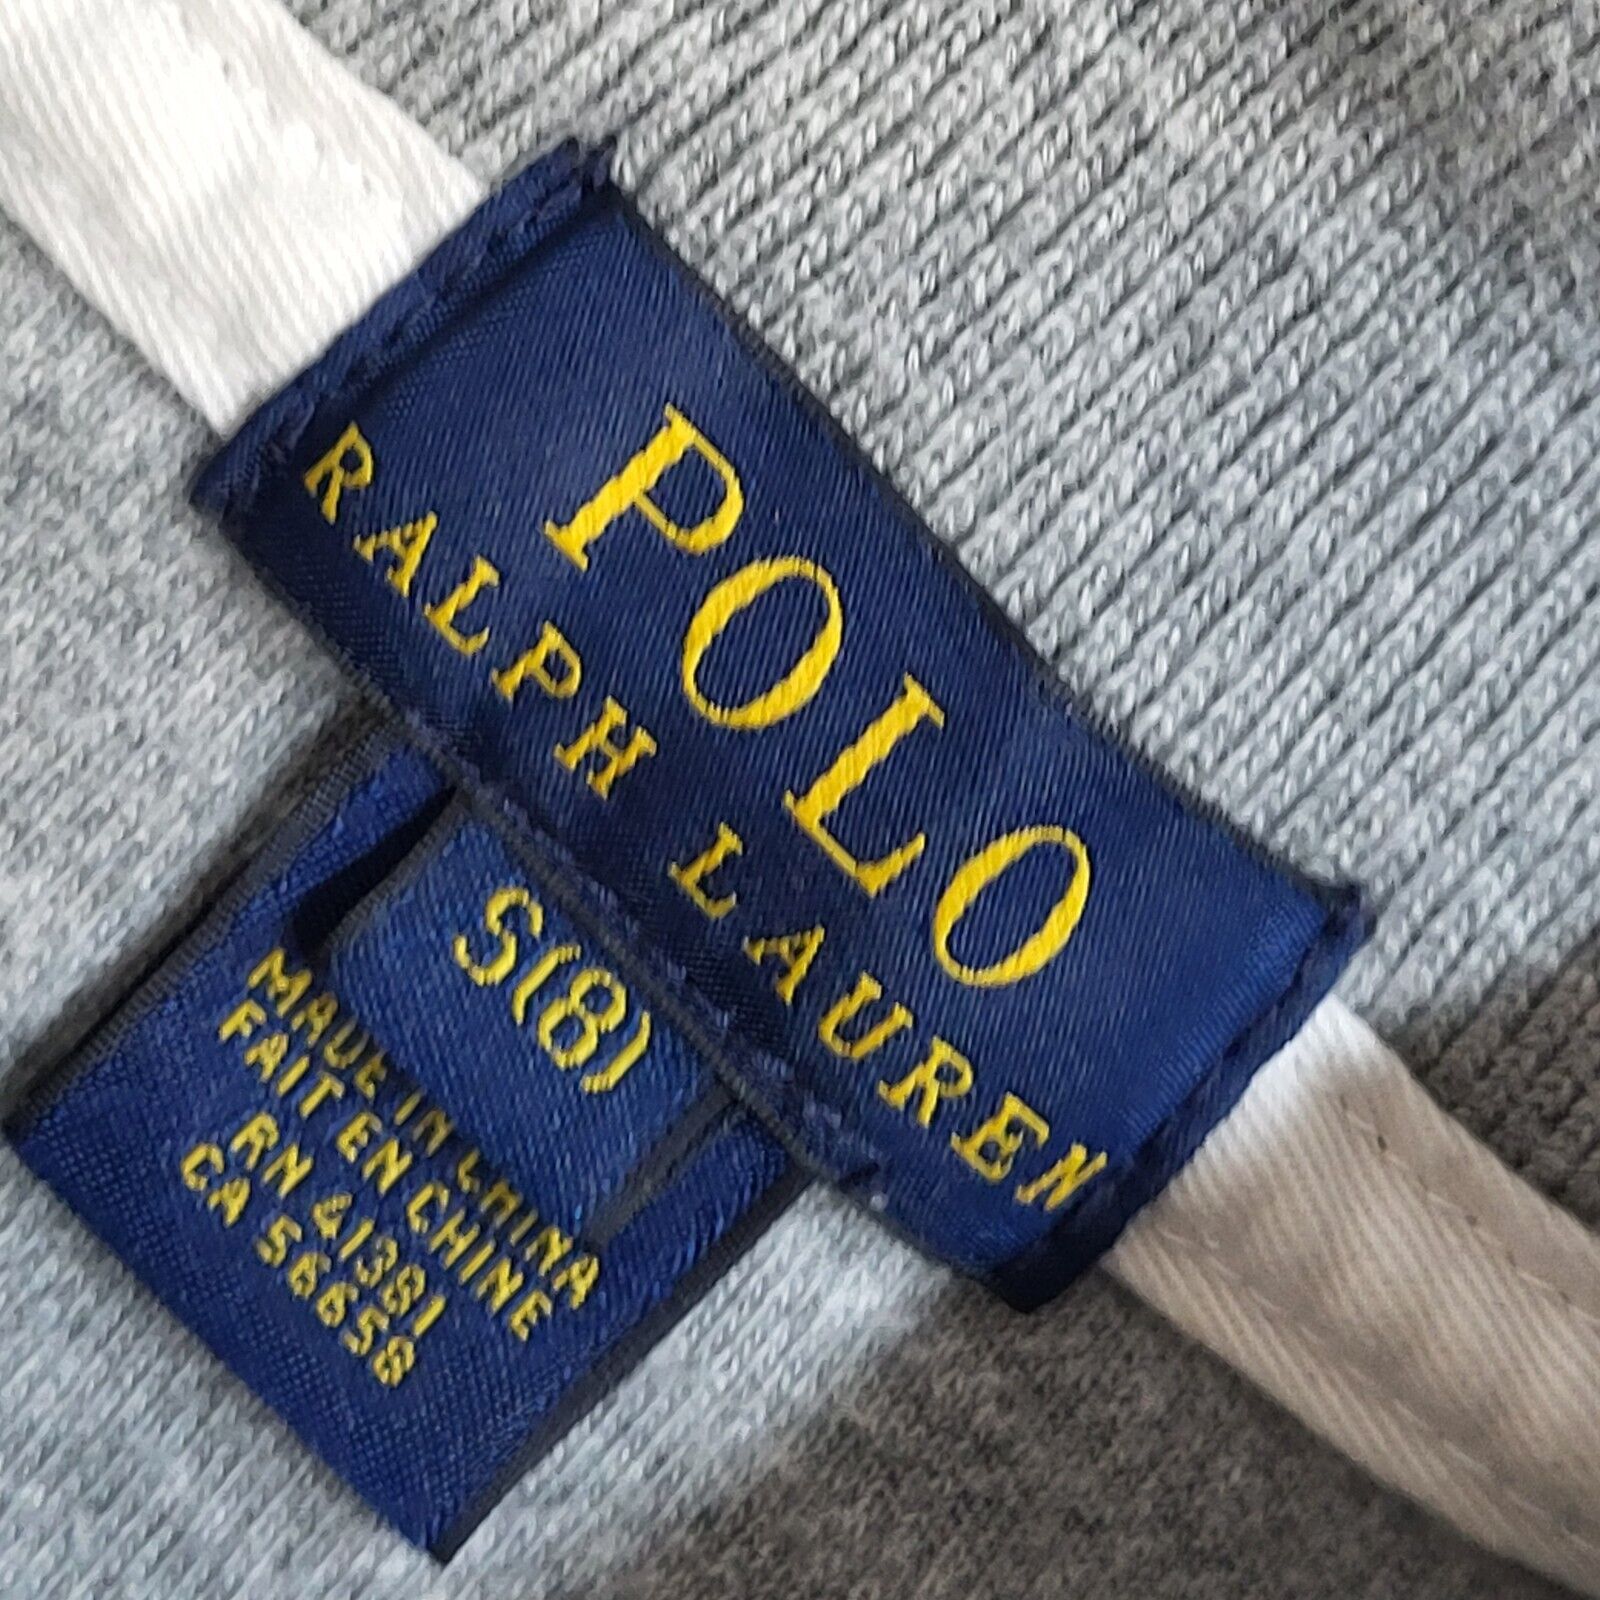 POLO
RALPH LAUREN
S(8)
MADE IN CHINA
FAIT EN CHINE
RN 41381
CA 56658